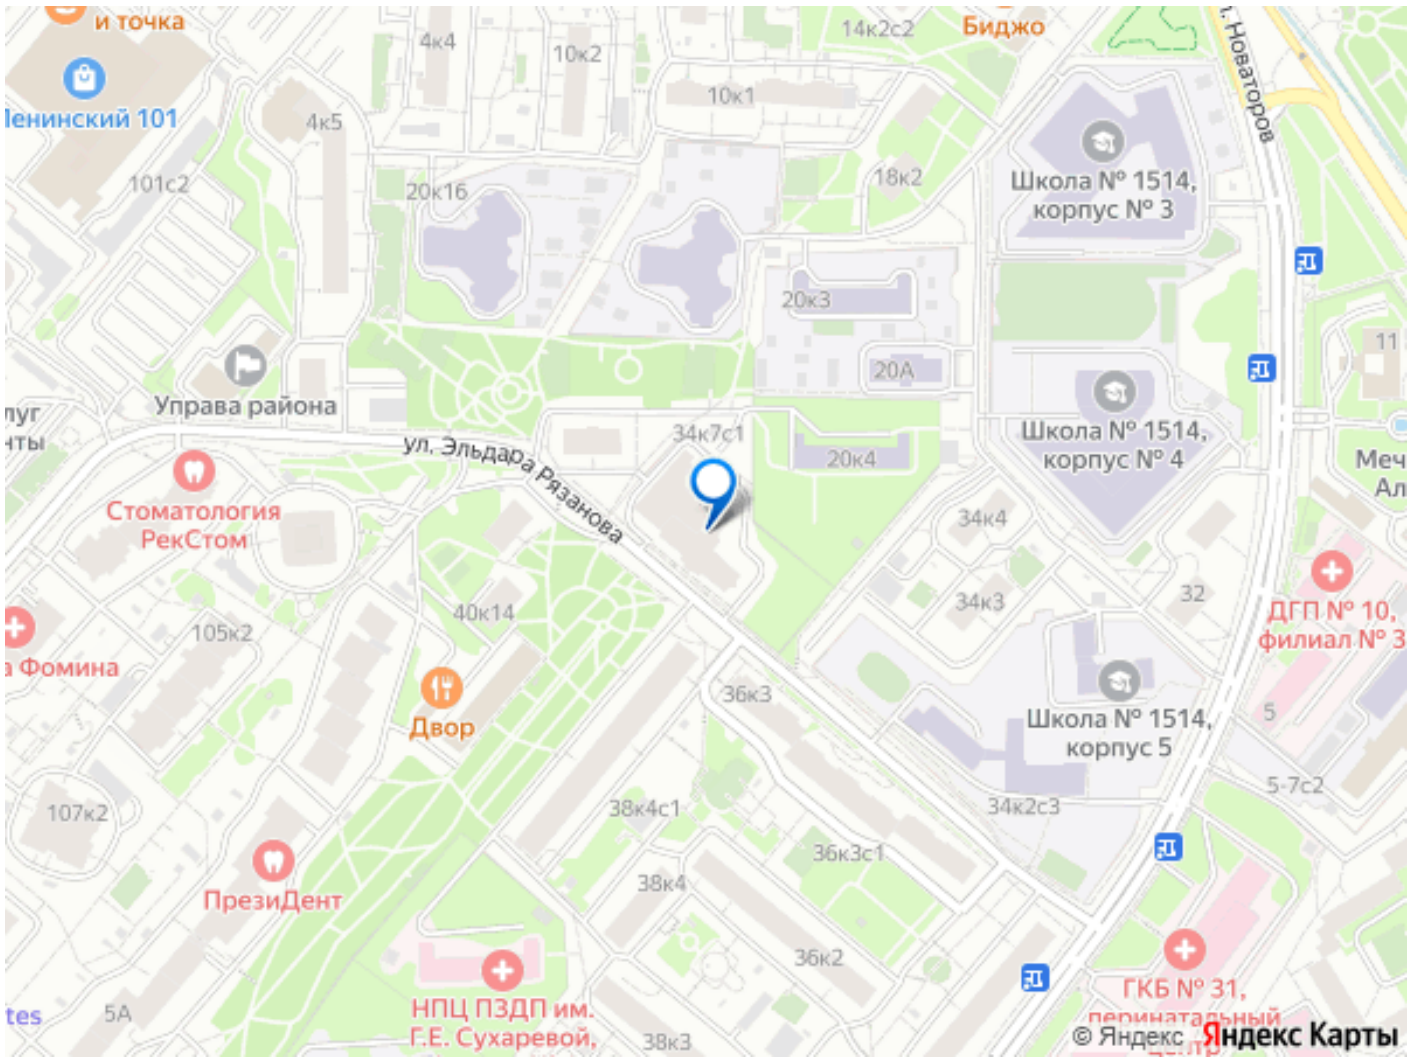 и точка
4к4
10к2
14к2с2
Биджо
Новаторов
Ленинский 101
4к5
10к1
101с2
20к16
18к2
Школа № 1514,
корпус № 3
20к3
11
20А
Управа района
ул. Эльдара Рязанова
34к7с1
20к4
Школа № 1514,
корпус № 4
Стоматология
РекСтом
34к4
34к3
32
ДГП № 10,
филиал № 3
40к14
105к2
а Фомина
36к3
Школа № 1514,
корпус 5
5
Двор
5-7с2
107к2
38к4с1
34к2с3
36к3с1
38к4
ПрезиДент
36к2
ГКБ № 31,
перинатальный
центр
НПЦ ПЗДП им.
Г.Е. Сухаревой,
5А
tes
38к3
© Яндекс Яндекс Карты